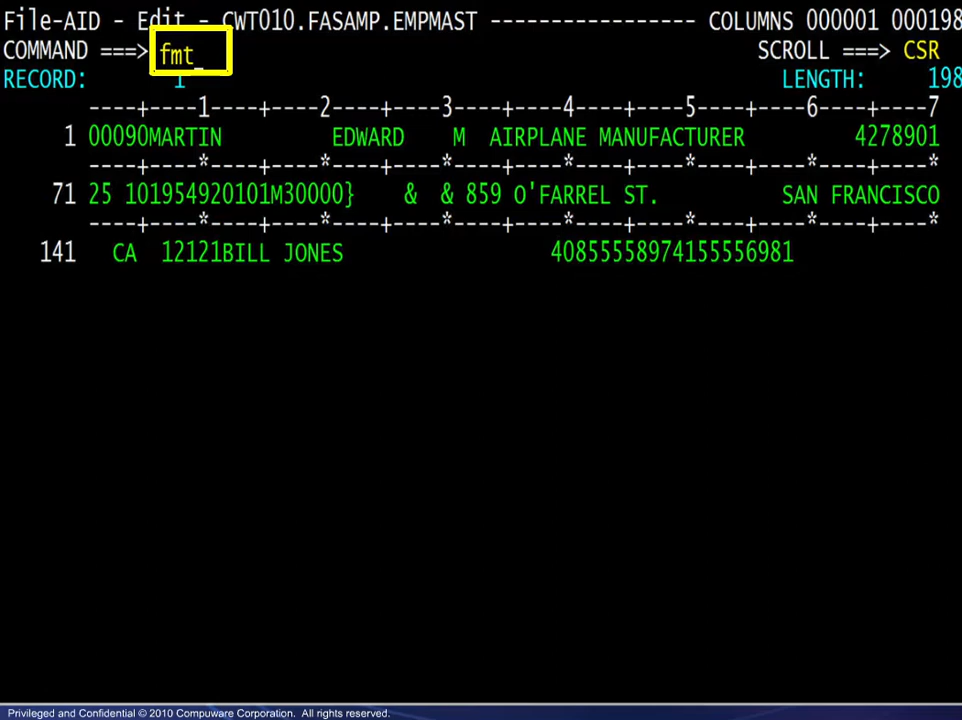 File-AID - Edit - CWT010.FASAMP.EMPMAST ----------------- COLUMNS 000001 000198
COMMAND ===> fmt_ SCROLL ===> CSR
RECORD: 1 LENGTH: 198
----+----1----+----2----+----3----+----4----+----5----+----6----+----7
1 00090MARTIN EDWARD M AIRPLANE MANUFACTURER 4278901
----+----*----+----*----+----*----+----*----+----*----+----*----+----*
71 25 101954920101M30000} & & 859 O'FARREL ST. SAN FRANCISCO
----+----*----+----*----+----*----+----*----+----*----+----*----+----*
141 CA 12121BILL JONES 40855558974155556981
Privileged and Confidential © 2010 Compuware Corporation. All rights reserved.